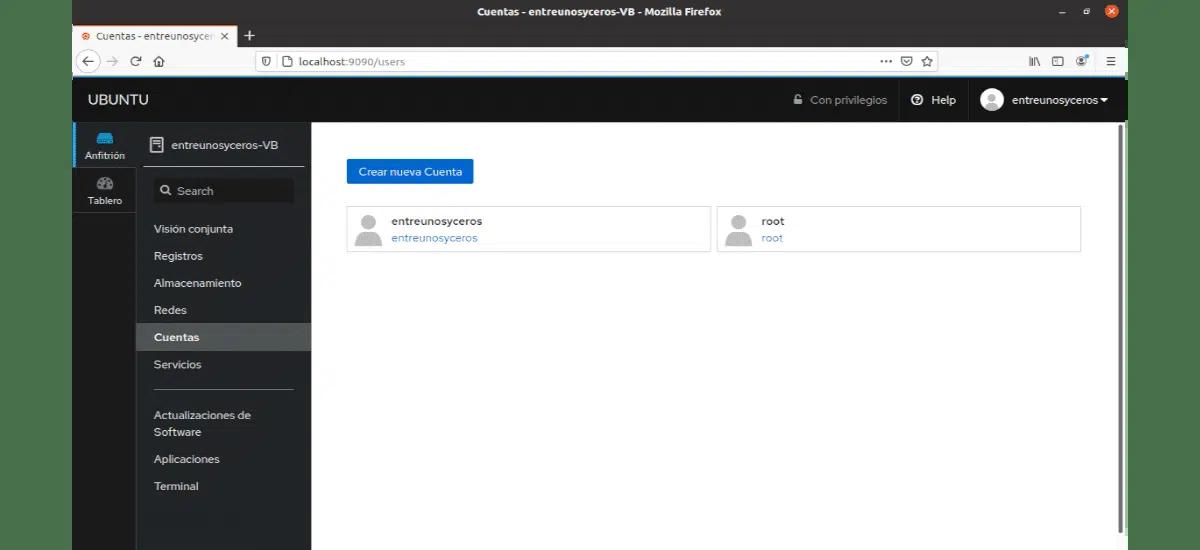 Cuentas - entreunosyceros-VB - Mozilla Firefox
Cuentas - entreunosycer
localhost:9090/users
UBUNTU
Con privilegios
Help
entreunosyceros
Anfitrión
Tablero
entreunosyceros-VB
Search
Visión conjunta
Registros
Almacenamiento
Redes
Cuentas
Servicios
Actualizaciones de
Software
Aplicaciones
Terminal
Crear nueva Cuenta
entreunosyceros
entreunosyceros
root
root